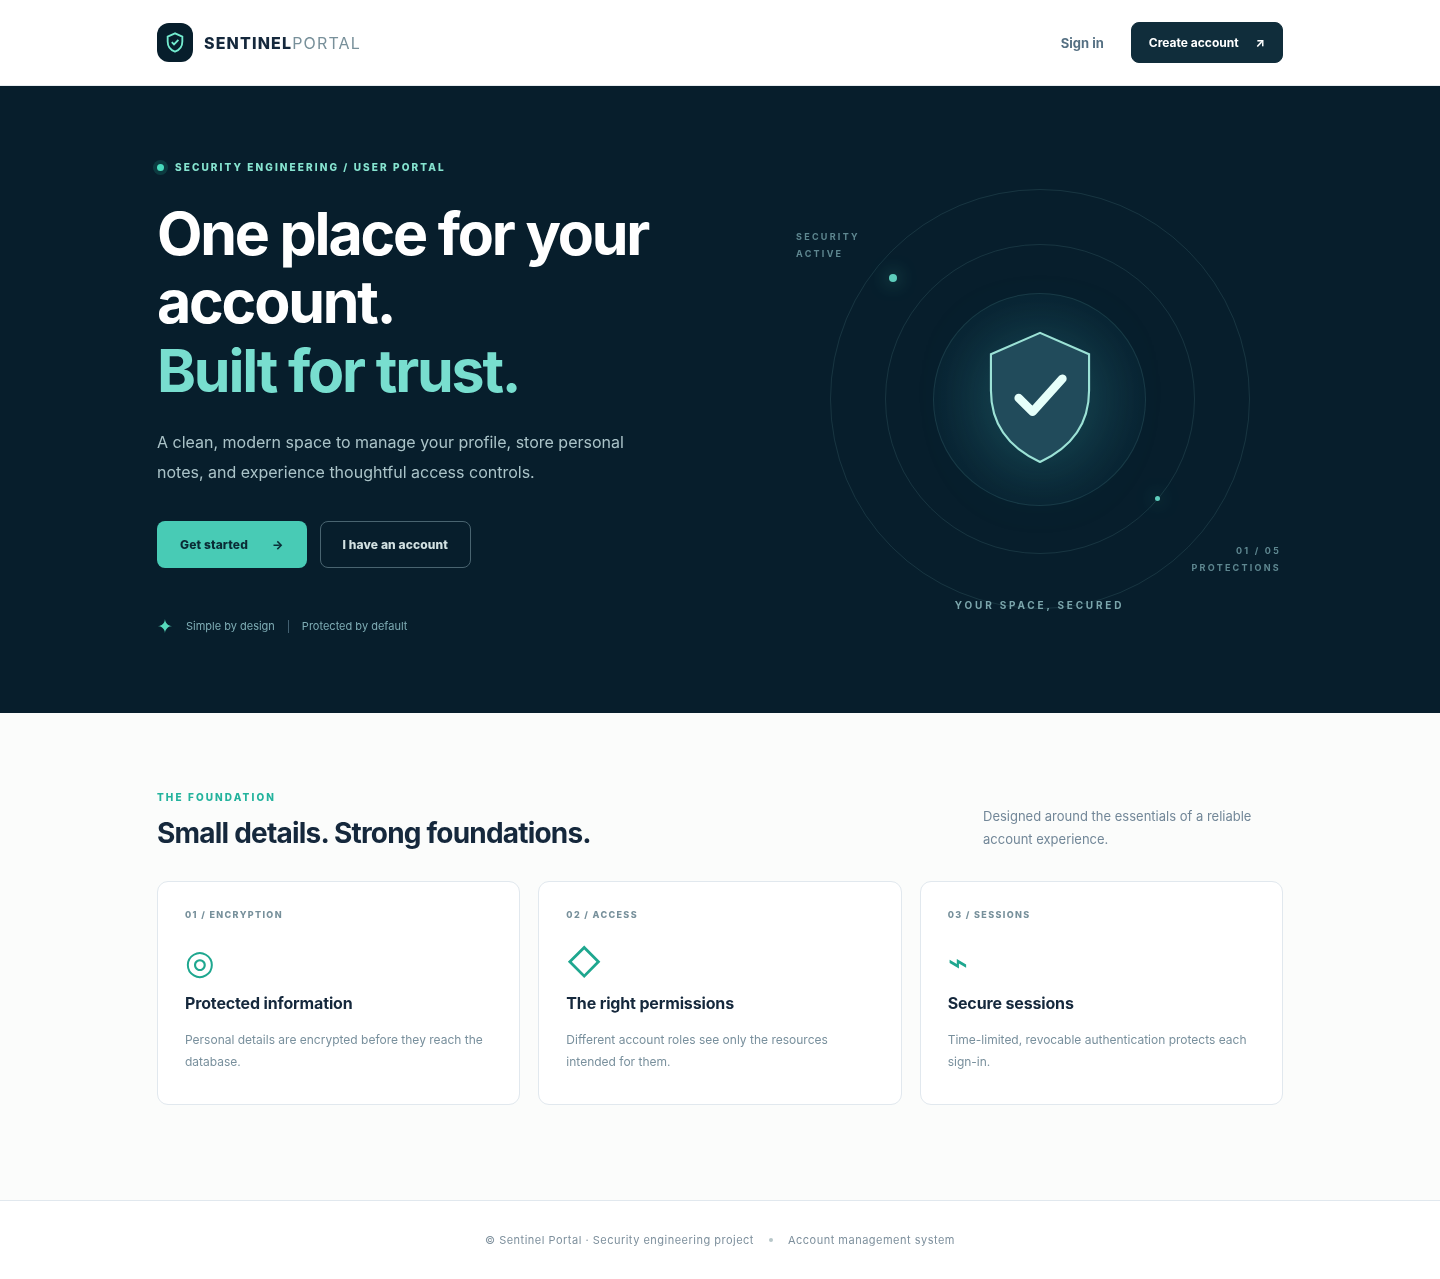 SENTINELPORTAL
Sign in
Create account ↗
SECURITY ENGINEERING / USER PORTAL
One place for your
account.
Built for trust.
A clean, modern space to manage your profile, store personal
notes, and experience thoughtful access controls.
Get started →
I have an account
Simple by design
Protected by default
SECURITY
ACTIVE
01 / 05
PROTECTIONS
YOUR SPACE, SECURED
THE FOUNDATION
Small details. Strong foundations.
Designed around the essentials of a reliable
account experience.
01 / ENCRYPTION
Protected information
Personal details are encrypted before they reach the
database.
02 / ACCESS
The right permissions
Different account roles see only the resources
intended for them.
03 / SESSIONS
Secure sessions
Time-limited, revocable authentication protects each
sign-in.
© Sentinel Portal · Security engineering project • Account management system